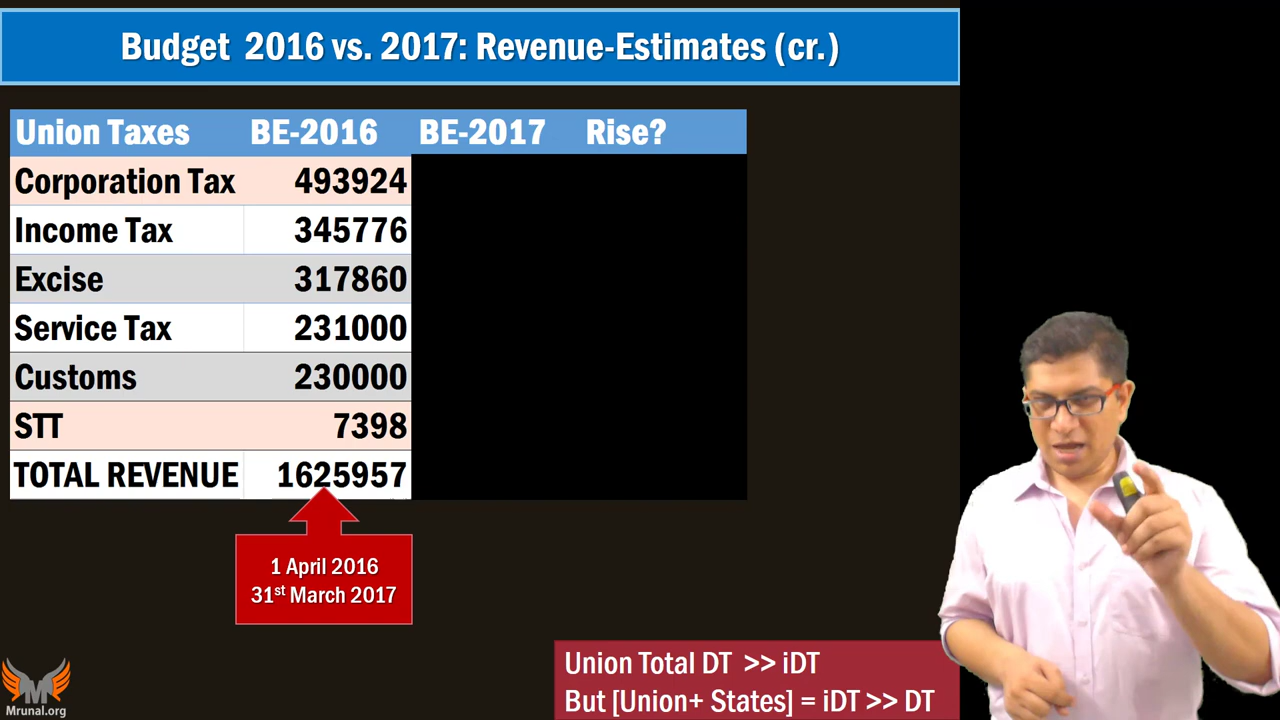 Budget 2016 vs. 2017: Revenue-Estimates (cr.)
Union Taxes BE-2016 BE-2017 Rise?
Corporation Tax 493924
Income Tax 345776
Excise 317860
Service Tax 231000
Customs 230000
STT 7398
TOTAL REVENUE 1625957
1 April 2016
31st March 2017
Union Total DT >> iDT
But [Union+ States] = iDT >> DT
M
Mrunal.org